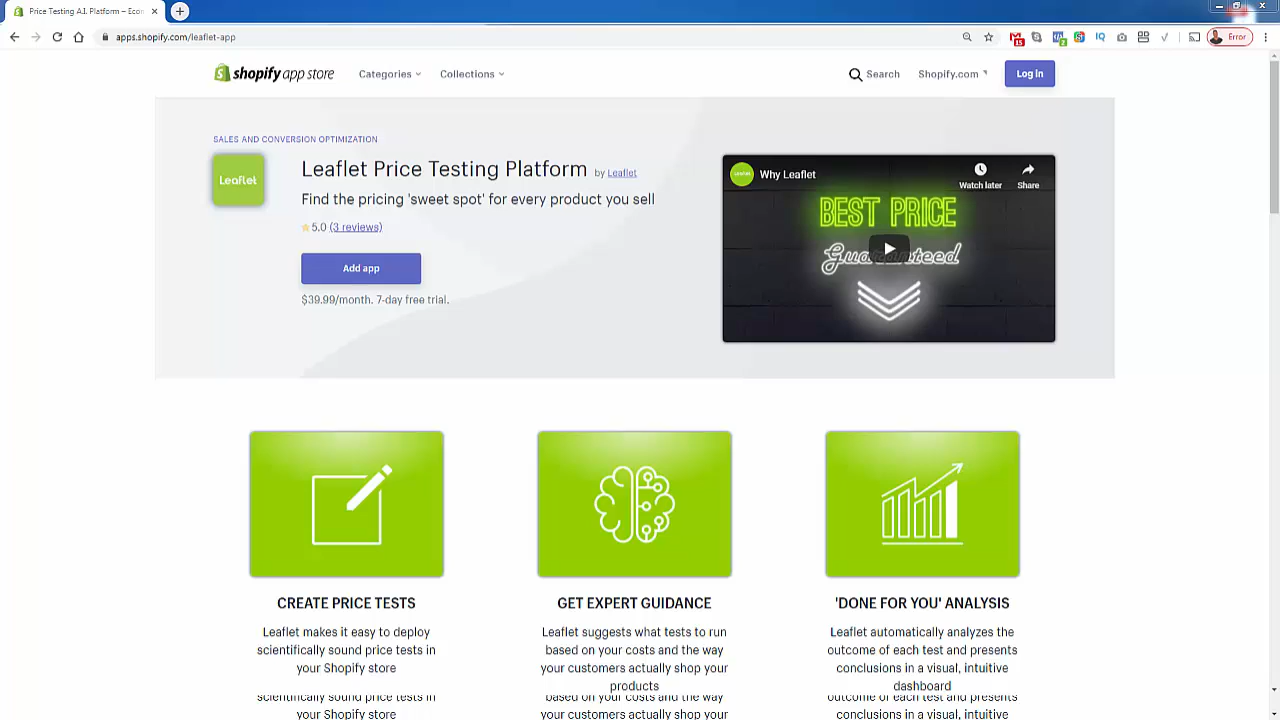 Price Testing A.I. Platform – Eco
apps.shopify.com/leaflet-app
15
2
IQ
Error
shopify app store
Categories
Collections
Search
Shopify.com
Log in
SALES AND CONVERSION OPTIMIZATION
Leaflet
Leaflet Price Testing Platform by Leaflet
Find the pricing 'sweet spot' for every product you sell
5.0 (3 reviews)
Add app
$39.99/month. 7-day free trial.
Why Leaflet
Watch later
Share
BEST PRICE
Guaranteed
CREATE PRICE TESTS
Leaflet makes it easy to deploy
scientifically sound price tests in
your Shopify store
scientifically sound price tests in
your Shopify store
GET EXPERT GUIDANCE
Leaflet suggests what tests to run
based on your costs and the way
your customers actually shop your
products
based on your costs and the way
your customers actually shop your
'DONE FOR YOU' ANALYSIS
Leaflet automatically analyzes the
outcome of each test and presents
conclusions in a visual, intuitive
dashboard
outcome of each test and presents
conclusions in a visual, intuitive